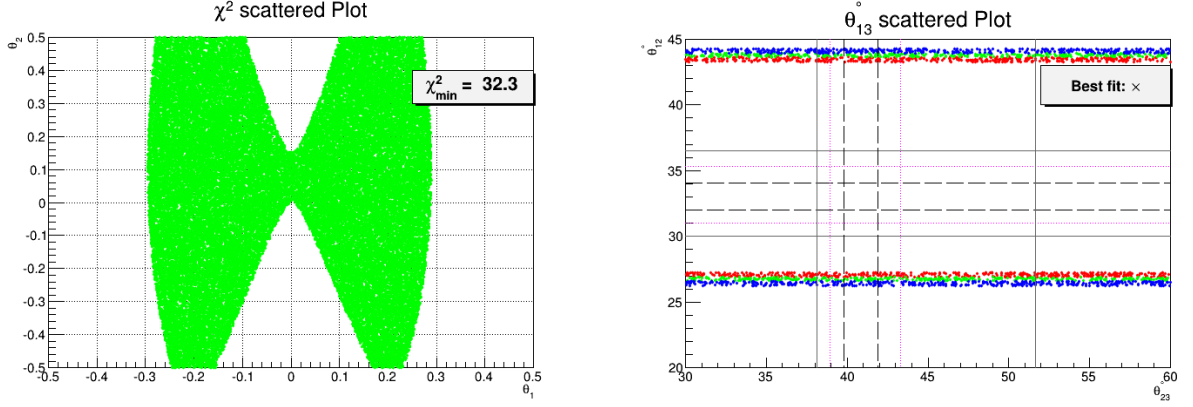 χ² scattered Plot
θ₂
0.5
0.4
0.3
0.2
0.1
0
-0.1
-0.2
-0.3
-0.4
-0.5
χ²min = 32.3
-0.5 -0.4 -0.3 -0.2 -0.1 0 0.1 0.2 0.3 0.4 0.5
θ₁
θ°₁₃ scattered Plot
θ°₁₂
45
40
35
30
25
20
Best fit: ×
30 35 40 45 50 55 60
θ°₂₃